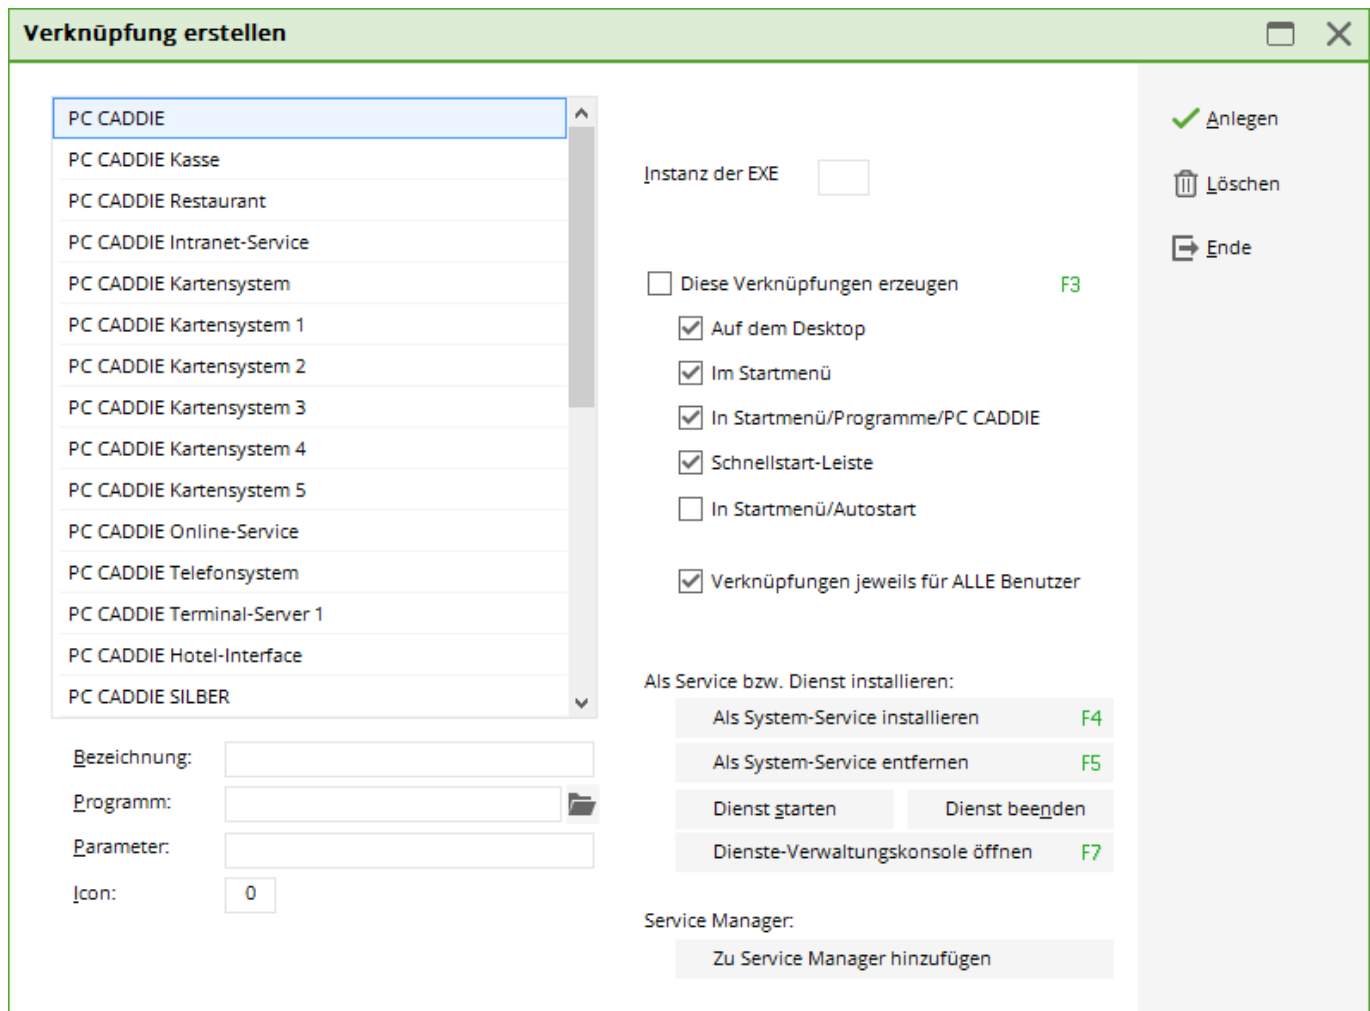 Verknüpfung erstellen
PC CADDIE
PC CADDIE Kasse
PC CADDIE Restaurant
PC CADDIE Intranet-Service
PC CADDIE Kartensystem
PC CADDIE Kartensystem 1
PC CADDIE Kartensystem 2
PC CADDIE Kartensystem 3
PC CADDIE Kartensystem 4
PC CADDIE Kartensystem 5
PC CADDIE Online-Service
PC CADDIE Telefonsystem
PC CADDIE Terminal-Server 1
PC CADDIE Hotel-Interface
PC CADDIE SILBER
Bezeichnung:
Programm:
Parameter:
Icon: 0
Instanz der EXE
Diese Verknüpfungen erzeugen F3
Auf dem Desktop
Im Startmenü
In Startmenü/Programme/PC CADDIE
Schnellstart-Leiste
In Startmenü/Autostart
Verknüpfungen jeweils für ALLE Benutzer
Als Service bzw. Dienst installieren:
Als System-Service installieren F4
Als System-Service entfernen F5
Dienst starten Dienst beenden
Dienste-Verwaltungskonsole öffnen F7
Service Manager:
Zu Service Manager hinzufügen
Anlegen
Löschen
Ende